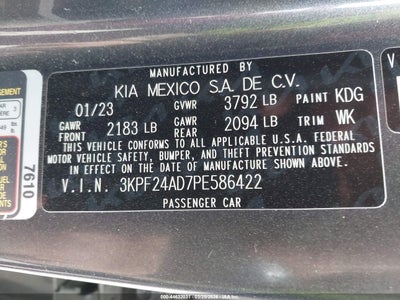 MANUFACTURED BY
KIA MEXICO S.A. DE C.V.
01/23 GVWR 3792 LB PAINT KDG
GAWR FRONT 2183 LB GAWR REAR 2094 LB TRIM WK
THIS VEHICLE CONFORMS TO ALL APPLICABLE U.S.A. FEDERAL
MOTOR VEHICLE SAFETY, BUMPER, AND THEFT PREVENTION STANDARDS
IN EFFECT ON THE DATE OF MANUFACTURE SHOWN ABOVE.
V.I.N. 3KPF24AD7PE586422
PASSENGER CAR
7610
V